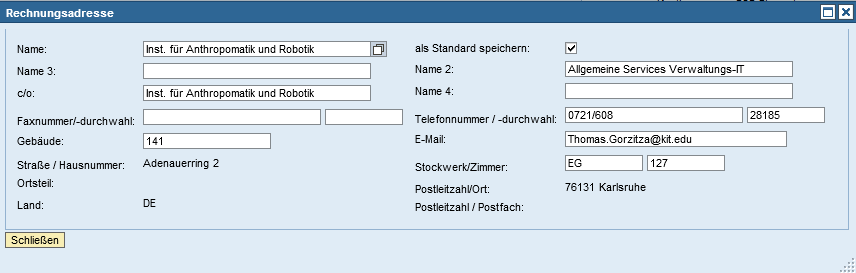 Rechnungsadresse
Name: Inst. für Anthropomatik und Robotik als Standard speichern:
Name 3: Name 2: Allgemeine Services Verwaltungs-IT
c/o: Inst. für Anthropomatik und Robotik Name 4:
Faxnummer/-durchwahl: Telefonnummer / -durchwahl: 0721/608 28185
Gebäude: 141 E-Mail: Thomas.Gorzitza@kit.edu
Straße / Hausnummer: Adenauerring 2 Stockwerk/Zimmer: EG 127
Ortsteil: Postleitzahl/Ort: 76131 Karlsruhe
Land: DE Postleitzahl / Postfach:
Schließen